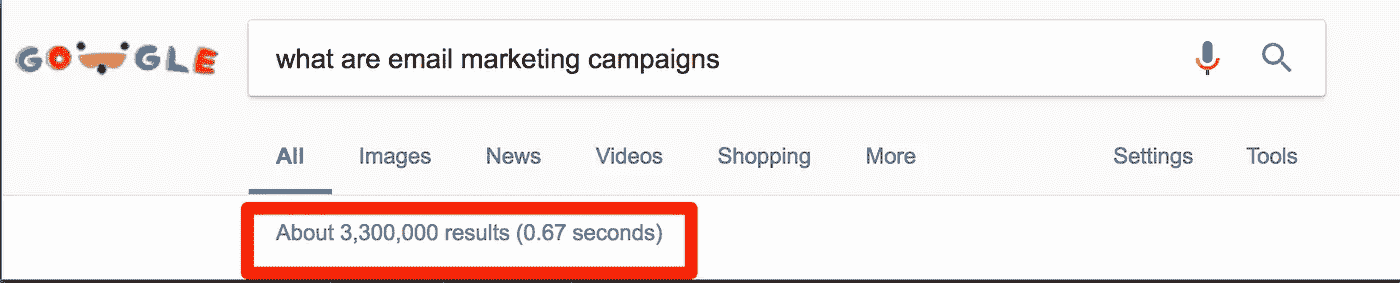 GOOGLE
what are email marketing campaigns
All Images News Videos Shopping More Settings Tools
About 3,300,000 results (0.67 seconds)